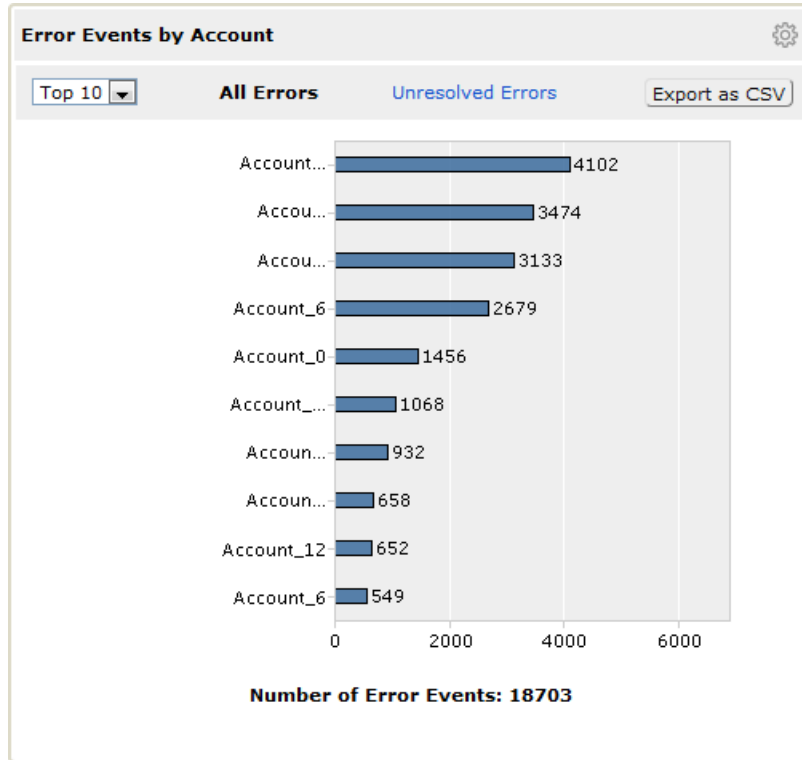 Error Events by Account
Top 10 All Errors Unresolved Errors Export as CSV
Account... 4102
Accou... 3474
Accou... 3133
Account_6 2679
Account_0 1456
Account_... 1068
Accoun... 932
Accoun... 658
Account_12 652
Account_6 549
0 2000 4000 6000
Number of Error Events: 18703